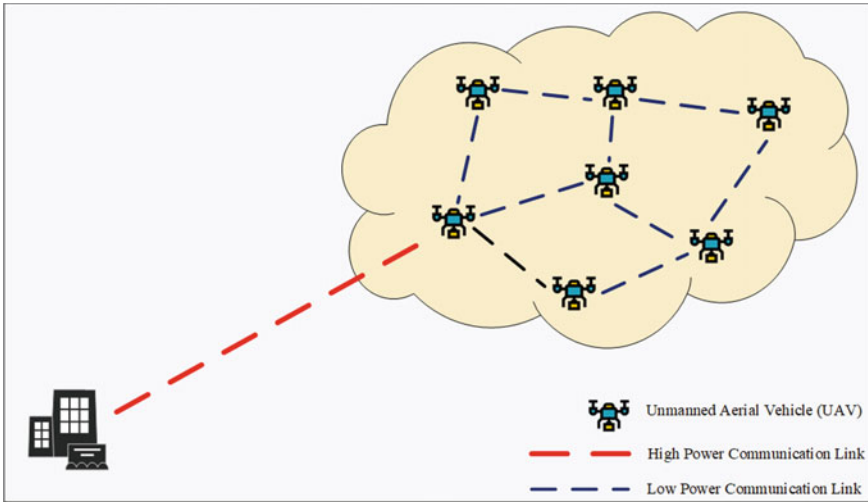 Unmanned Aerial Vehicle (UAV)
High Power Communication Link
Low Power Communication Link